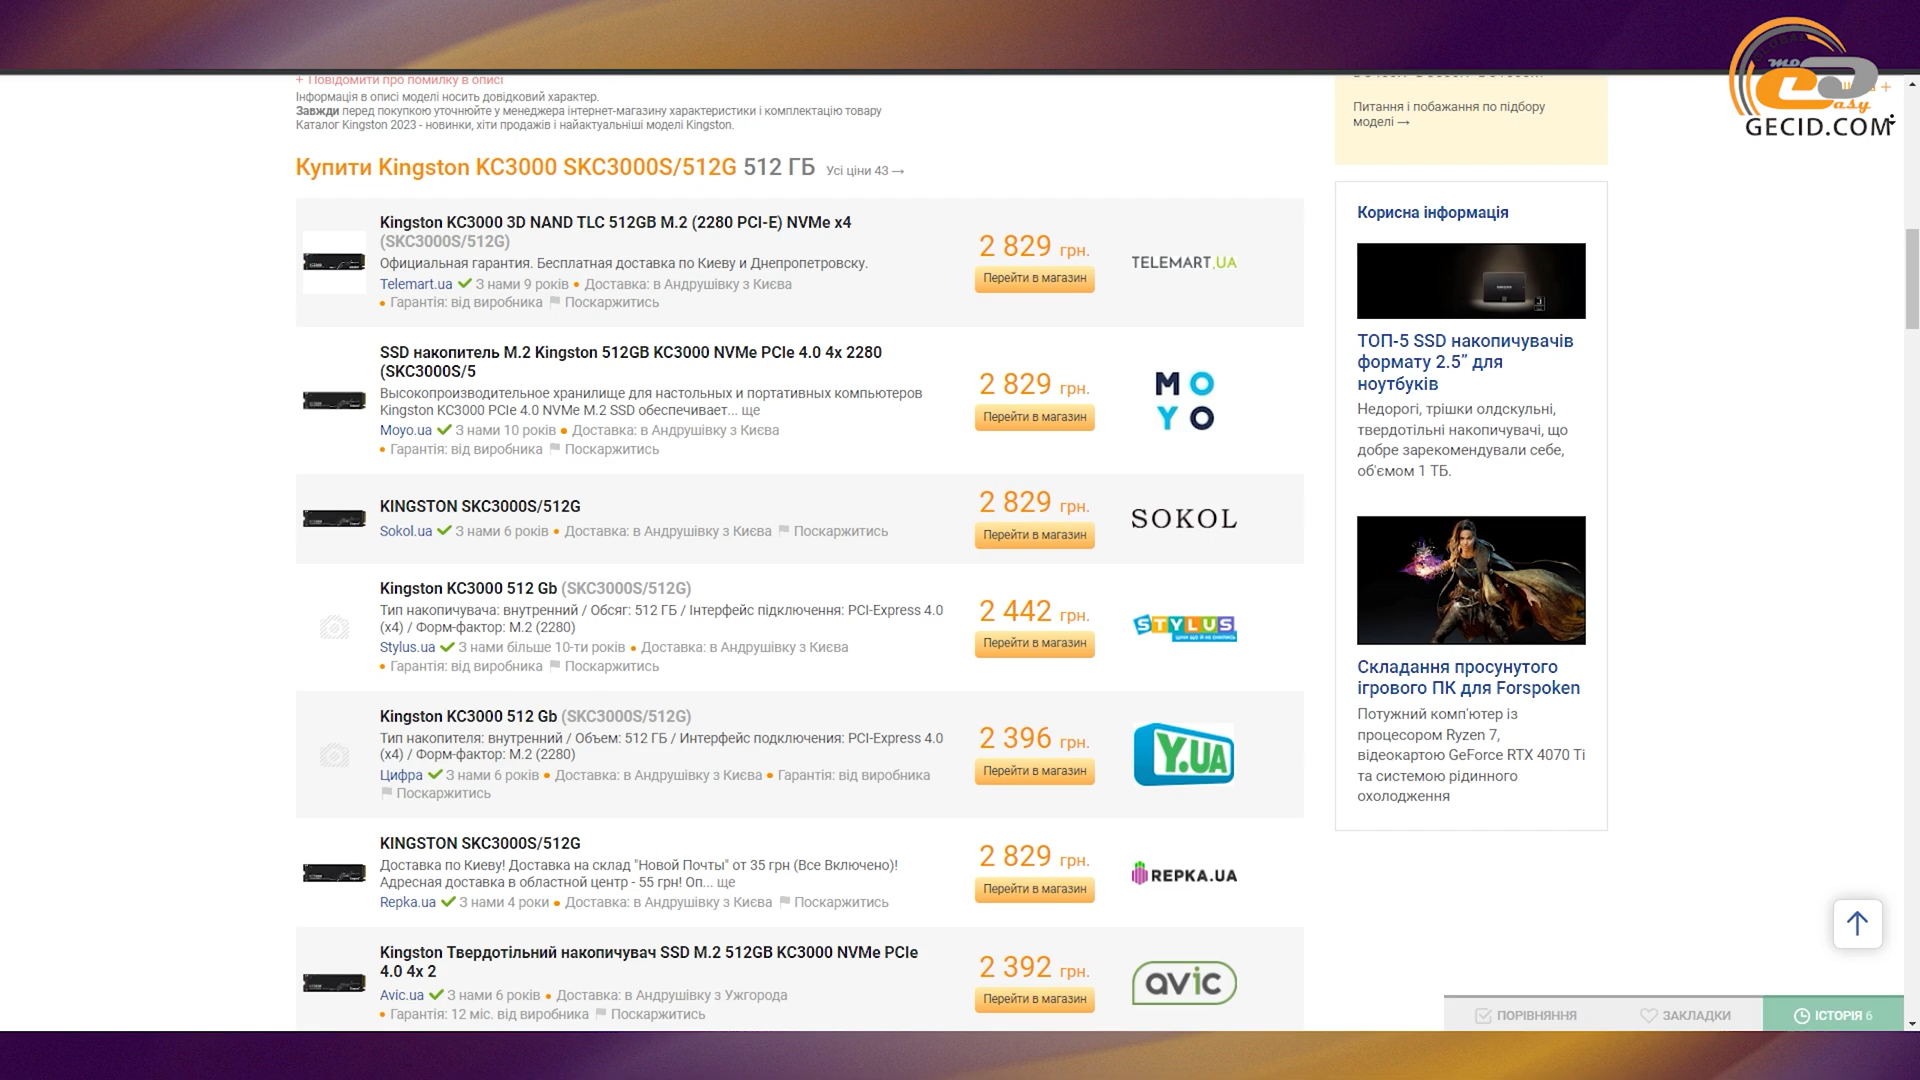 + Повідомити про помилку в описі
Інформація в описі моделі носить довідковий характер.
Завжди перед покупкою уточнюйте у менеджера інтернет-магазину характеристики і комплектацію товару
Каталог Kingston 2023 - новинки, хіти продажів і найактуальніші моделі Kingston.
Купити Kingston KC3000 SKC3000S/512G 512 ГБ Усі ціни 43 →
Kingston KC3000 3D NAND TLC 512GB M.2 (2280 PCI-E) NVMe x4
(SKC3000S/512G)
Официальная гарантия. Бесплатная доставка по Киеву и Днепропетровску.
Telemart.ua З нами 9 років • Доставка: в Андрушівку з Києва
• Гарантія: від виробника Поскаржитись
2 829 грн.
Перейти в магазин
TELEMART.UA
SSD накопитель M.2 Kingston 512GB KC3000 NVMe PCIe 4.0 4x 2280
(SKC3000S/5
Высокопроизводительное хранилище для настольных и портативных компьютеров
Kingston KC3000 PCIe 4.0 NVMe M.2 SSD обеспечивает... ще
Moyo.ua З нами 10 років • Доставка: в Андрушівку з Києва
• Гарантія: від виробника Поскаржитись
2 829 грн.
Перейти в магазин
MO
YO
KINGSTON SKC3000S/512G
Sokol.ua З нами 6 років • Доставка: в Андрушівку з Києва Поскаржитись
2 829 грн.
Перейти в магазин
SOKOL
Kingston KC3000 512 Gb (SKC3000S/512G)
Тип накопичувача: внутренний / Обсяг: 512 ГБ / Інтерфейс підключення: PCI-Express 4.0
(x4) / Форм-фактор: M.2 (2280)
Stylus.ua З нами більше 10-ти років • Доставка: в Андрушівку з Києва
• Гарантія: від виробника Поскаржитись
2 442 грн.
Перейти в магазин
STYLUS
Kingston KC3000 512 Gb (SKC3000S/512G)
Тип накопителя: внутренний / Объем: 512 ГБ / Интерфейс подключения: PCI-Express 4.0
(x4) / Форм-фактор: M.2 (2280)
Цифра З нами 6 років • Доставка: в Андрушівку з Києва • Гарантія: від виробника
Поскаржитись
2 396 грн.
Перейти в магазин
Y.UA
KINGSTON SKC3000S/512G
Доставка по Киеву! Доставка на склад "Новой Почты" от 35 грн (Все Включено)!
Адресная доставка в областной центр - 55 грн! Оп... ще
Repka.ua З нами 4 роки • Доставка: в Андрушівку з Києва Поскаржитись
2 829 грн.
Перейти в магазин
REPKA.UA
Kingston Твердотільний накопичувач SSD M.2 512GB KC3000 NVMe PCIe
4.0 4x 2
Avic.ua З нами 6 років • Доставка: в Андрушівку з Ужгорода
• Гарантія: 12 міс. від виробника Поскаржитись
2 392 грн.
Перейти в магазин
avic
Питання і побажання по підбору
моделі →
Корисна інформація
ТОП-5 SSD накопичувачів
формату 2.5” для
ноутбуків
Недорогі, трішки олдскульні,
твердотільні накопичувачі, що
добре зарекомендували себе,
об'ємом 1 ТБ.
Складання просунутого
ігрового ПК для Forspoken
Потужний комп'ютер із
процесором Ryzen 7,
відеокартою GeForce RTX 4070 Ti
та системою рідинного
охолодження
ПОРІВНЯННЯ
ЗАКЛАДКИ
ІСТОРІЯ 6
GECID.COM